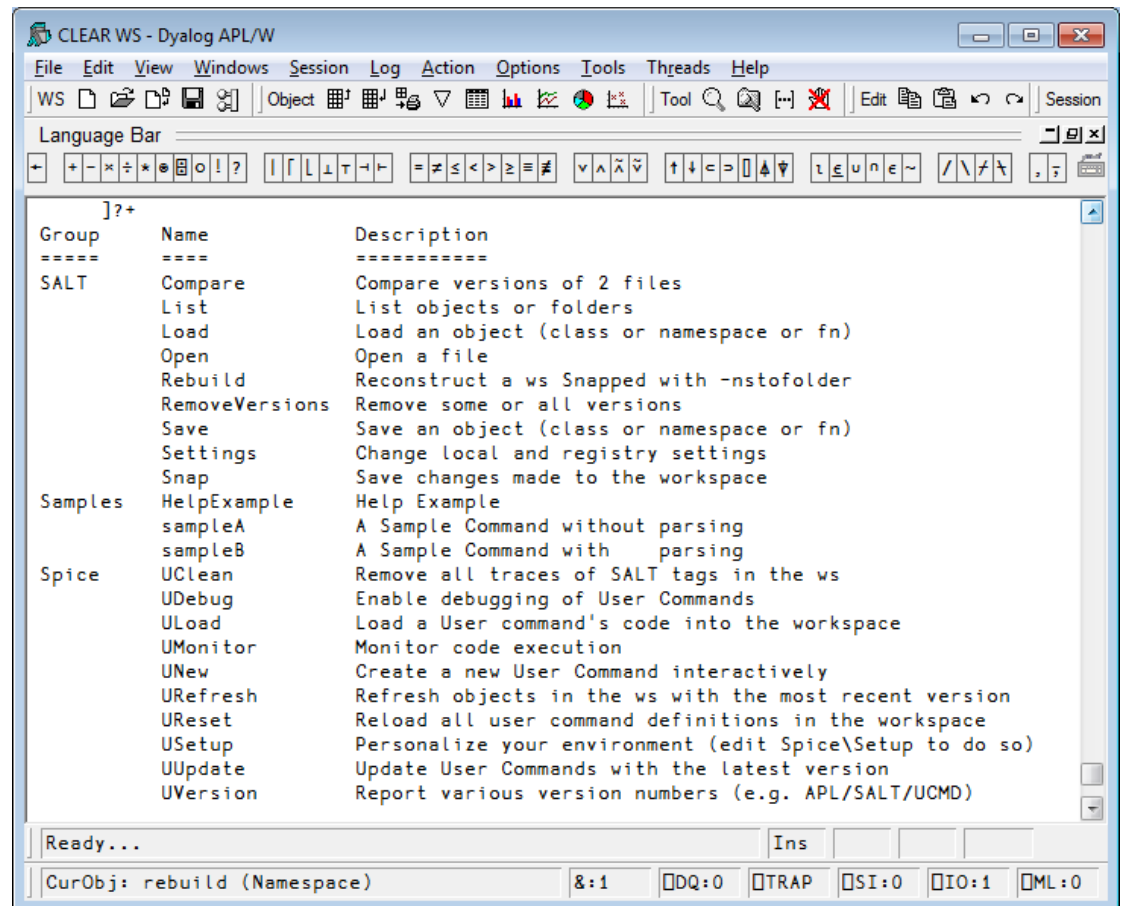 CLEAR WS - Dyalog APL/W
File Edit View Windows Session Log Action Options Tools Threads Help
WS Object Tool Edit Session
Language Bar
← + - × ÷ * ⍟ ⌹ ○ ! ? | ⌈ ⌊ ⊥ ⊤ ⊣ ⊢ = ≠ ≤ < > ≥ ≡ ≢ ∨ ∧ ⍲ ⍱ ↑ ↓ ⊂ ⊃ ⌷ ⍋ ⍒ ⍳ ⍷ ∪ ∩ ∊ ~ / \ ⌿ ⍀ , ⍪
]?+
Group Name Description
===== ==== ===========
SALT Compare Compare versions of 2 files
List List objects or folders
Load Load an object (class or namespace or fn)
Open Open a file
Rebuild Reconstruct a ws Snapped with -nstofolder
RemoveVersions Remove some or all versions
Save Save an object (class or namespace or fn)
Settings Change local and registry settings
Snap Save changes made to the workspace
Samples HelpExample Help Example
sampleA A Sample Command without parsing
sampleB A Sample Command with parsing
Spice UClean Remove all traces of SALT tags in the ws
UDebug Enable debugging of User Commands
ULoad Load a User command's code into the workspace
UMonitor Monitor code execution
UNew Create a new User Command interactively
URefresh Refresh objects in the ws with the most recent version
UReset Reload all user command definitions in the workspace
USetup Personalize your environment (edit Spice\Setup to do so)
UUpdate Update User Commands with the latest version
UVersion Report various version numbers (e.g. APL/SALT/UCMD)
Ready... Ins
CurObj: rebuild (Namespace) &:1 ⎕DQ:0 ⎕TRAP ⎕SI:0 ⎕IO:1 ⎕ML:0